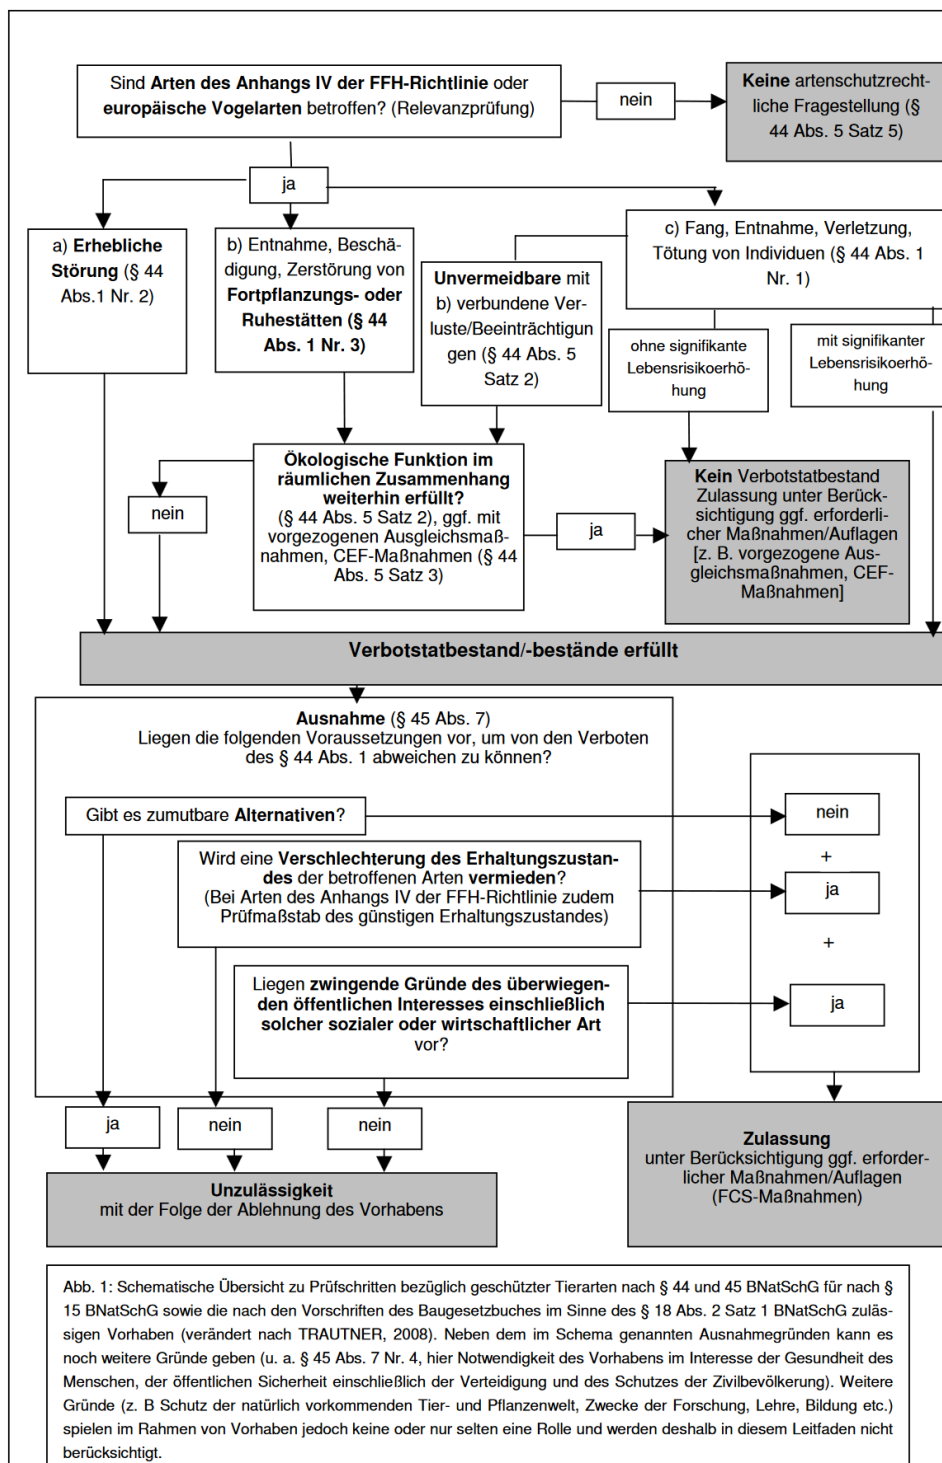 Sind Arten des Anhangs IV der FFH-Richtlinie oder
europäische Vogelarten betroffen? (Relevanzprüfung)
nein
Keine artenschutzrecht-
liche Fragestellung (§
44 Abs. 5 Satz 5)
ja
a) Erhebliche
Störung (§ 44
Abs.1 Nr. 2)
b) Entnahme, Beschä-
digung, Zerstörung von
Fortpflanzungs- oder
Ruhestätten (§ 44
Abs. 1 Nr. 3)
Unvermeidbare mit
b) verbundene Ver-
luste/Beeinträchtigun
gen (§ 44 Abs. 5
Satz 2)
c) Fang, Entnahme, Verletzung,
Tötung von Individuen (§ 44 Abs. 1
Nr. 1)
ohne signifikante
Lebensrisikoerhö-
hung
mit signifikanter
Lebensrisikoerhö-
hung
Ökologische Funktion im
räumlichen Zusammenhang
weiterhin erfüllt?
(§ 44 Abs. 5 Satz 2), ggf. mit
vorgezogenen Ausgleichsmaß-
nahmen, CEF-Maßnahmen (§ 44
Abs. 5 Satz 3)
nein
ja
Kein Verbotstatbestand
Zulassung unter Berück-
sichtigung ggf. erforderli-
cher Maßnahmen/Auflagen
[z. B. vorgezogene Aus-
gleichsmaßnahmen, CEF-
Maßnahmen]
Verbotstatbestand/-bestände erfüllt
Ausnahme (§ 45 Abs. 7)
Liegen die folgenden Voraussetzungen vor, um von den Verboten
des § 44 Abs. 1 abweichen zu können?
Gibt es zumutbare Alternativen?
nein
+
Wird eine Verschlechterung des Erhaltungszustan-
des der betroffenen Arten vermieden?
(Bei Arten des Anhangs IV der FFH-Richtlinie zudem
Prüfmaßstab des günstigen Erhaltungszustandes)
ja
+
Liegen zwingende Gründe des überwiegen-
den öffentlichen Interesses einschließlich
solcher sozialer oder wirtschaftlicher Art
vor?
ja
ja
nein
nein
Unzulässigkeit
mit der Folge der Ablehnung des Vorhabens
Zulassung
unter Berücksichtigung ggf. erforder-
licher Maßnahmen/Auflagen
(FCS-Maßnahmen)
Abb. 1: Schematische Übersicht zu Prüfschritten bezüglich geschützter Tierarten nach § 44 und 45 BNatSchG für nach §
15 BNatSchG sowie die nach den Vorschriften des Baugesetzbuches im Sinne des § 18 Abs. 2 Satz 1 BNatSchG zuläs-
sigen Vorhaben (verändert nach TRAUTNER, 2008). Neben dem im Schema genannten Ausnahmegründen kann es
noch weitere Gründe geben (u. a. § 45 Abs. 7 Nr. 4, hier Notwendigkeit des Vorhabens im Interesse der Gesundheit des
Menschen, der öffentlichen Sicherheit einschließlich der Verteidigung und des Schutzes der Zivilbevölkerung). Weitere
Gründe (z. B Schutz der natürlich vorkommenden Tier- und Pflanzenwelt, Zwecke der Forschung, Lehre, Bildung etc.)
spielen im Rahmen von Vorhaben jedoch keine oder nur selten eine Rolle und werden deshalb in diesem Leitfaden nicht
berücksichtigt.